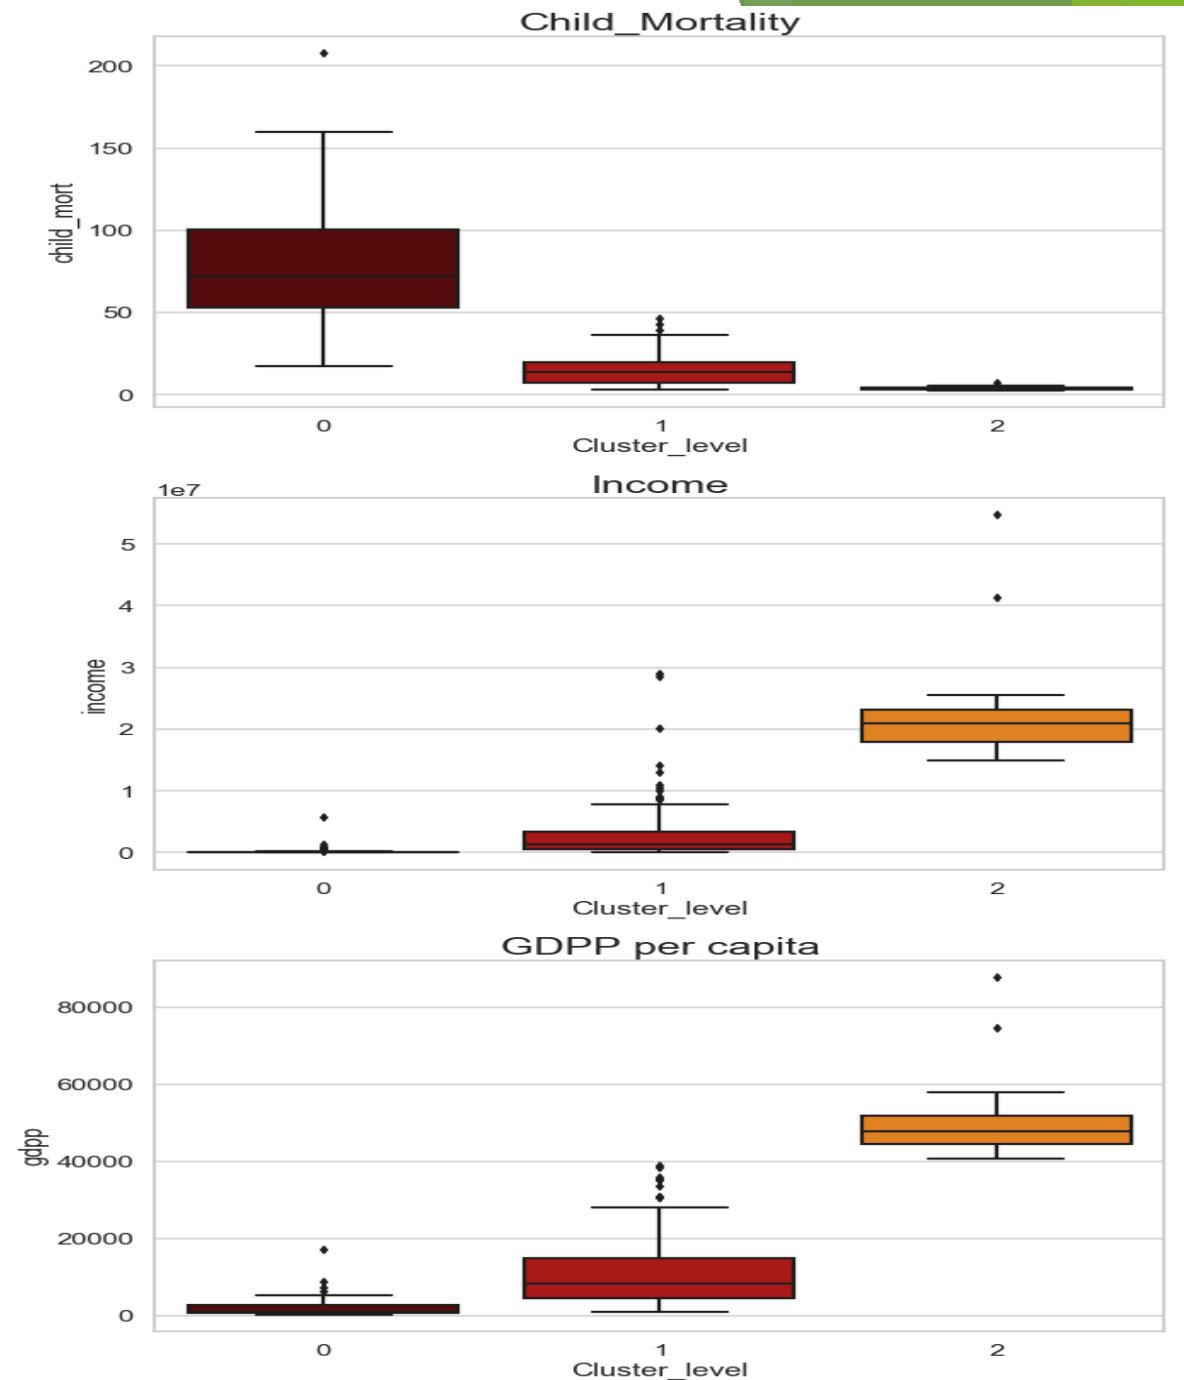 Child_Mortality
200
150
100
50
0
child_mort
0 1 2
Cluster_level
Income
1e7
5
4
3
2
1
0
income
0 1 2
Cluster_level
GDPP per capita
80000
60000
40000
20000
0
gdpp
0 1 2
Cluster_level